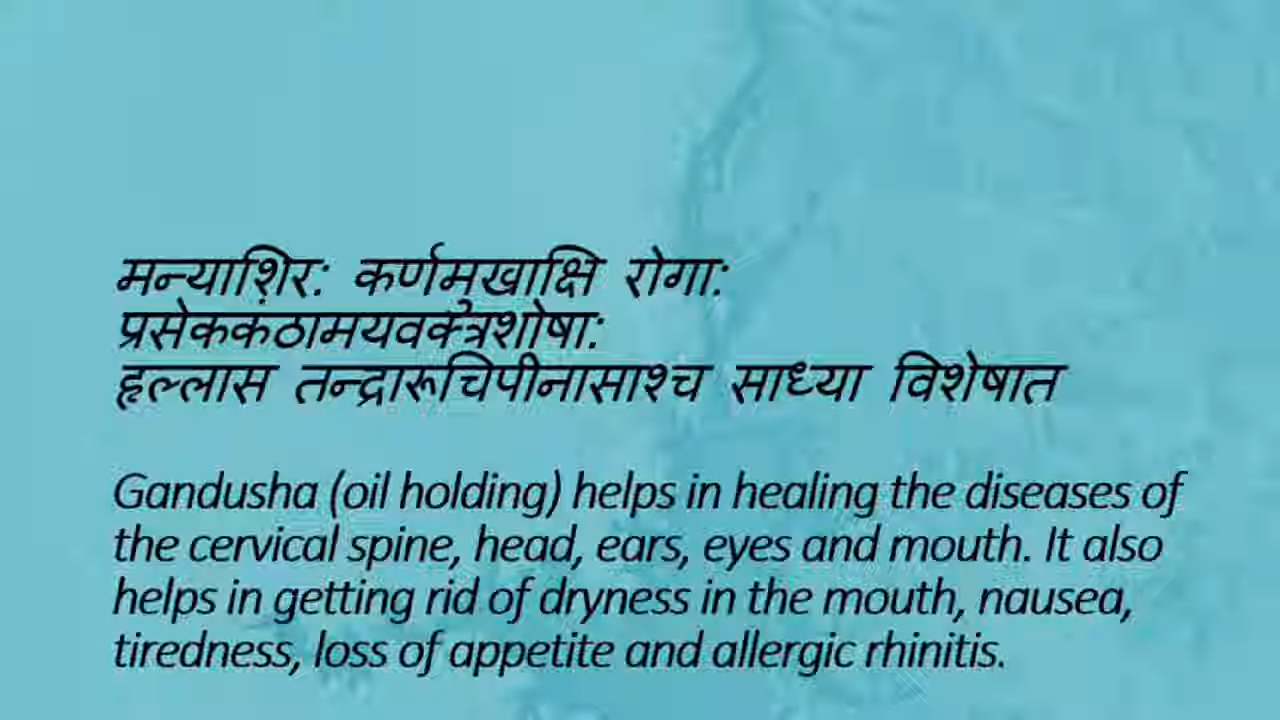 मन्याशिर: कर्णमुखाक्षि रोगा:
प्रसेककंठामयवक्त्रशोषा:
हृल्लास तन्द्रारूचिपीनासाश्च साध्या विशेषात
Gandusha (oil holding) helps in healing the diseases of
the cervical spine, head, ears, eyes and mouth. It also
helps in getting rid of dryness in the mouth, nausea,
tiredness, loss of appetite and allergic rhinitis.